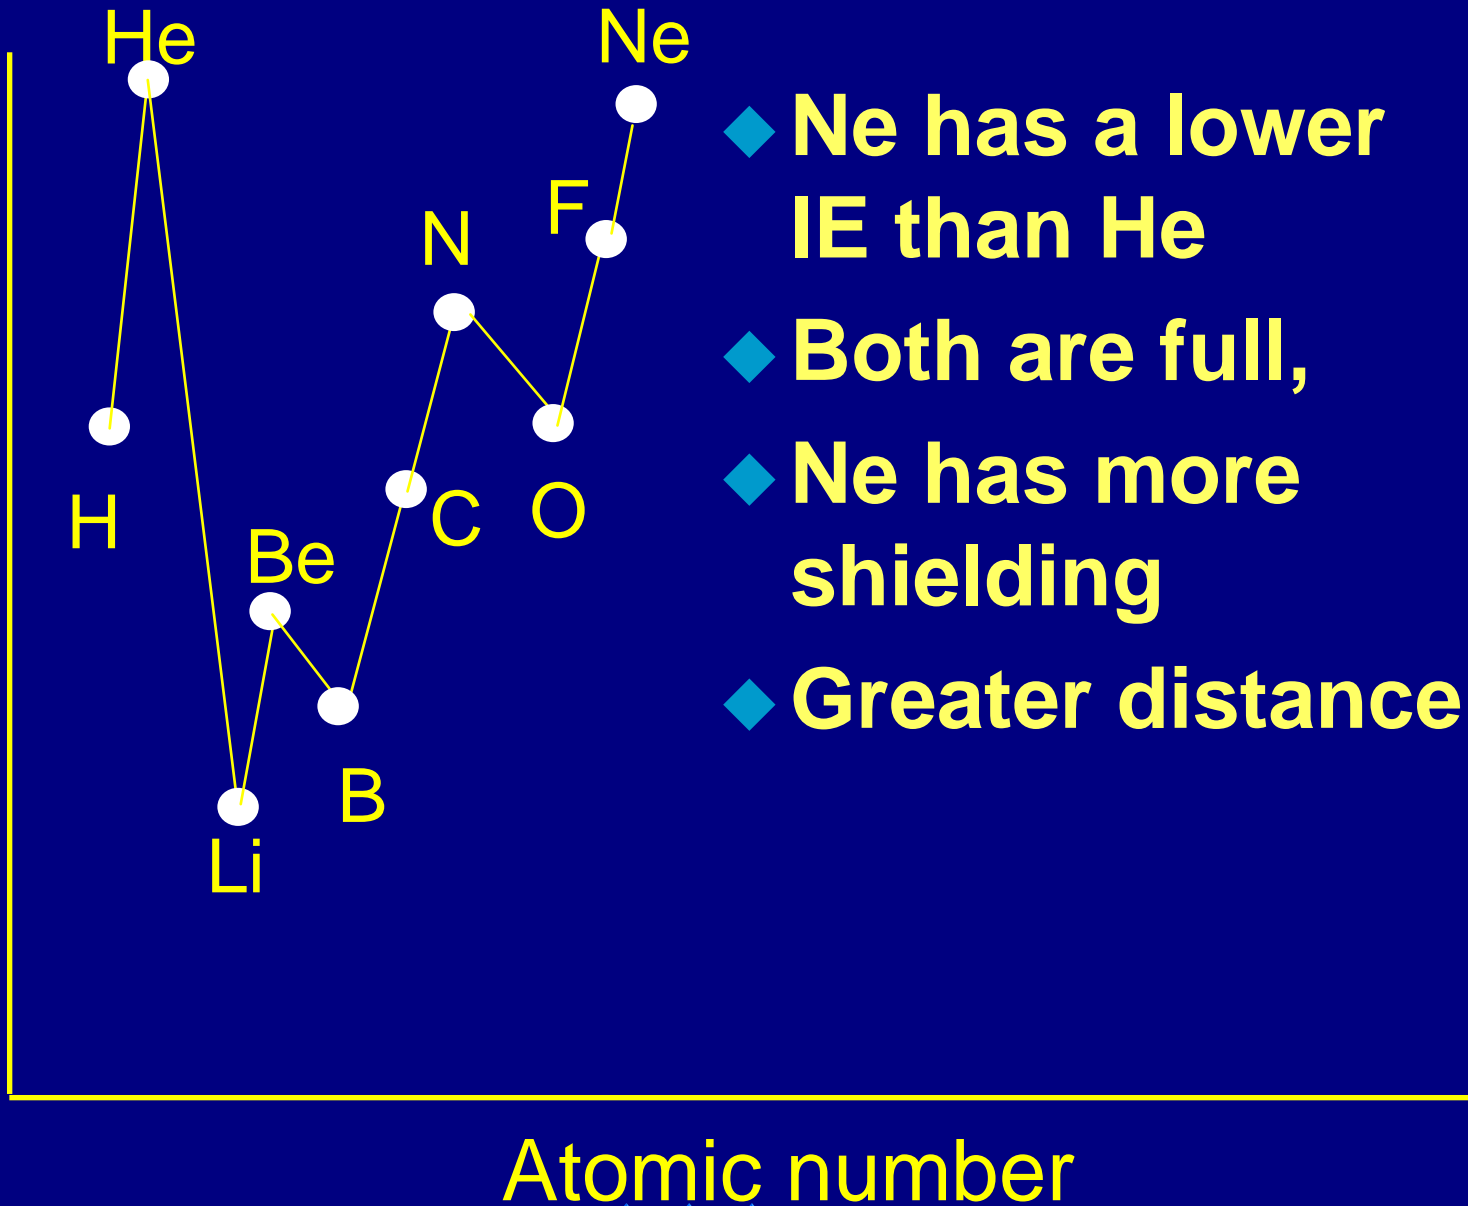 He
Ne
N
F
H
Be
C
O
B
Li
Ne has a lower
IE than He
Both are full,
Ne has more
shielding
Greater distance
Atomic number